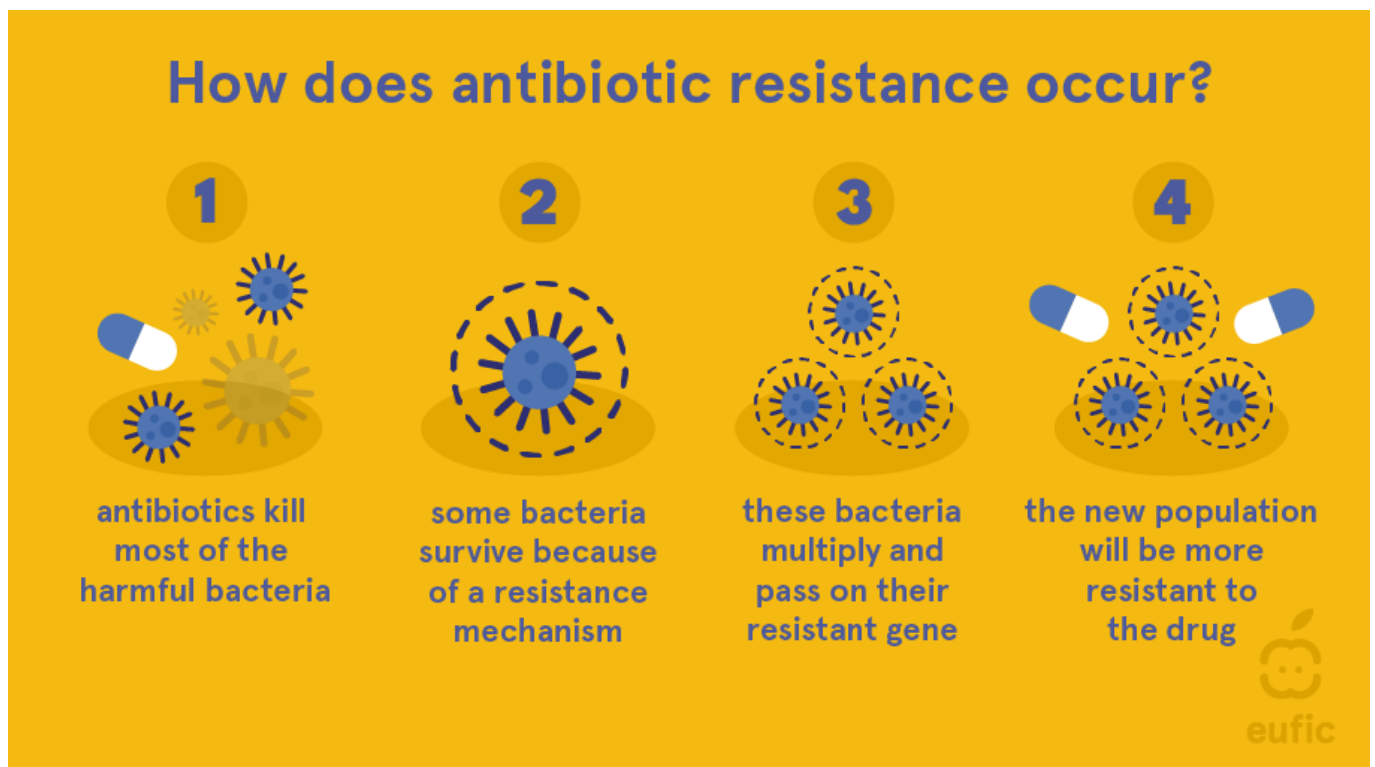 How does antibiotic resistance occur?
1
antibiotics kill
most of the
harmful bacteria
2
some bacteria
survive because
of a resistance
mechanism
3
these bacteria
multiply and
pass on their
resistant gene
4
the new population
will be more
resistant to
the drug
eufic